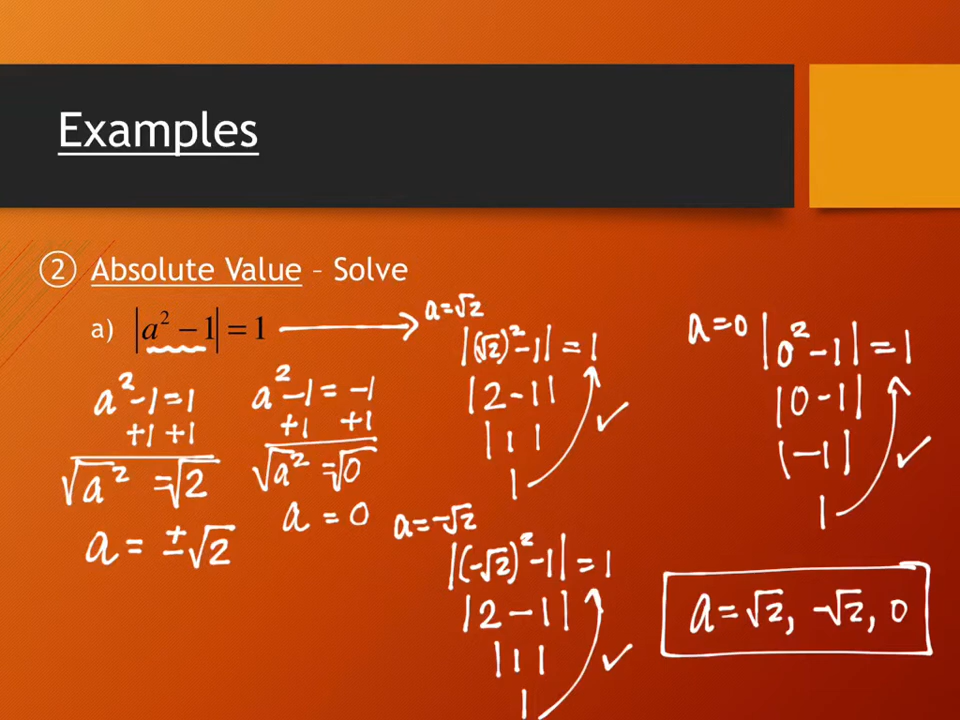 Examples
② Absolute Value – Solve
a) |a² − 1| = 1
a²-1=1
+1 +1
√a² =√2
a = ±√2
a²-1 = -1
+1 +1
√a² =√0
a = 0
a=√2
|(√2)²-1| = 1
|2-1|
|1|
1
✓
a=-√2
|(-√2)²-1| = 1
|2-1|
|1|
1
✓
a=0 |0²-1| = 1
|0-1|
|-1|
1
✓
a=√2, -√2, 0